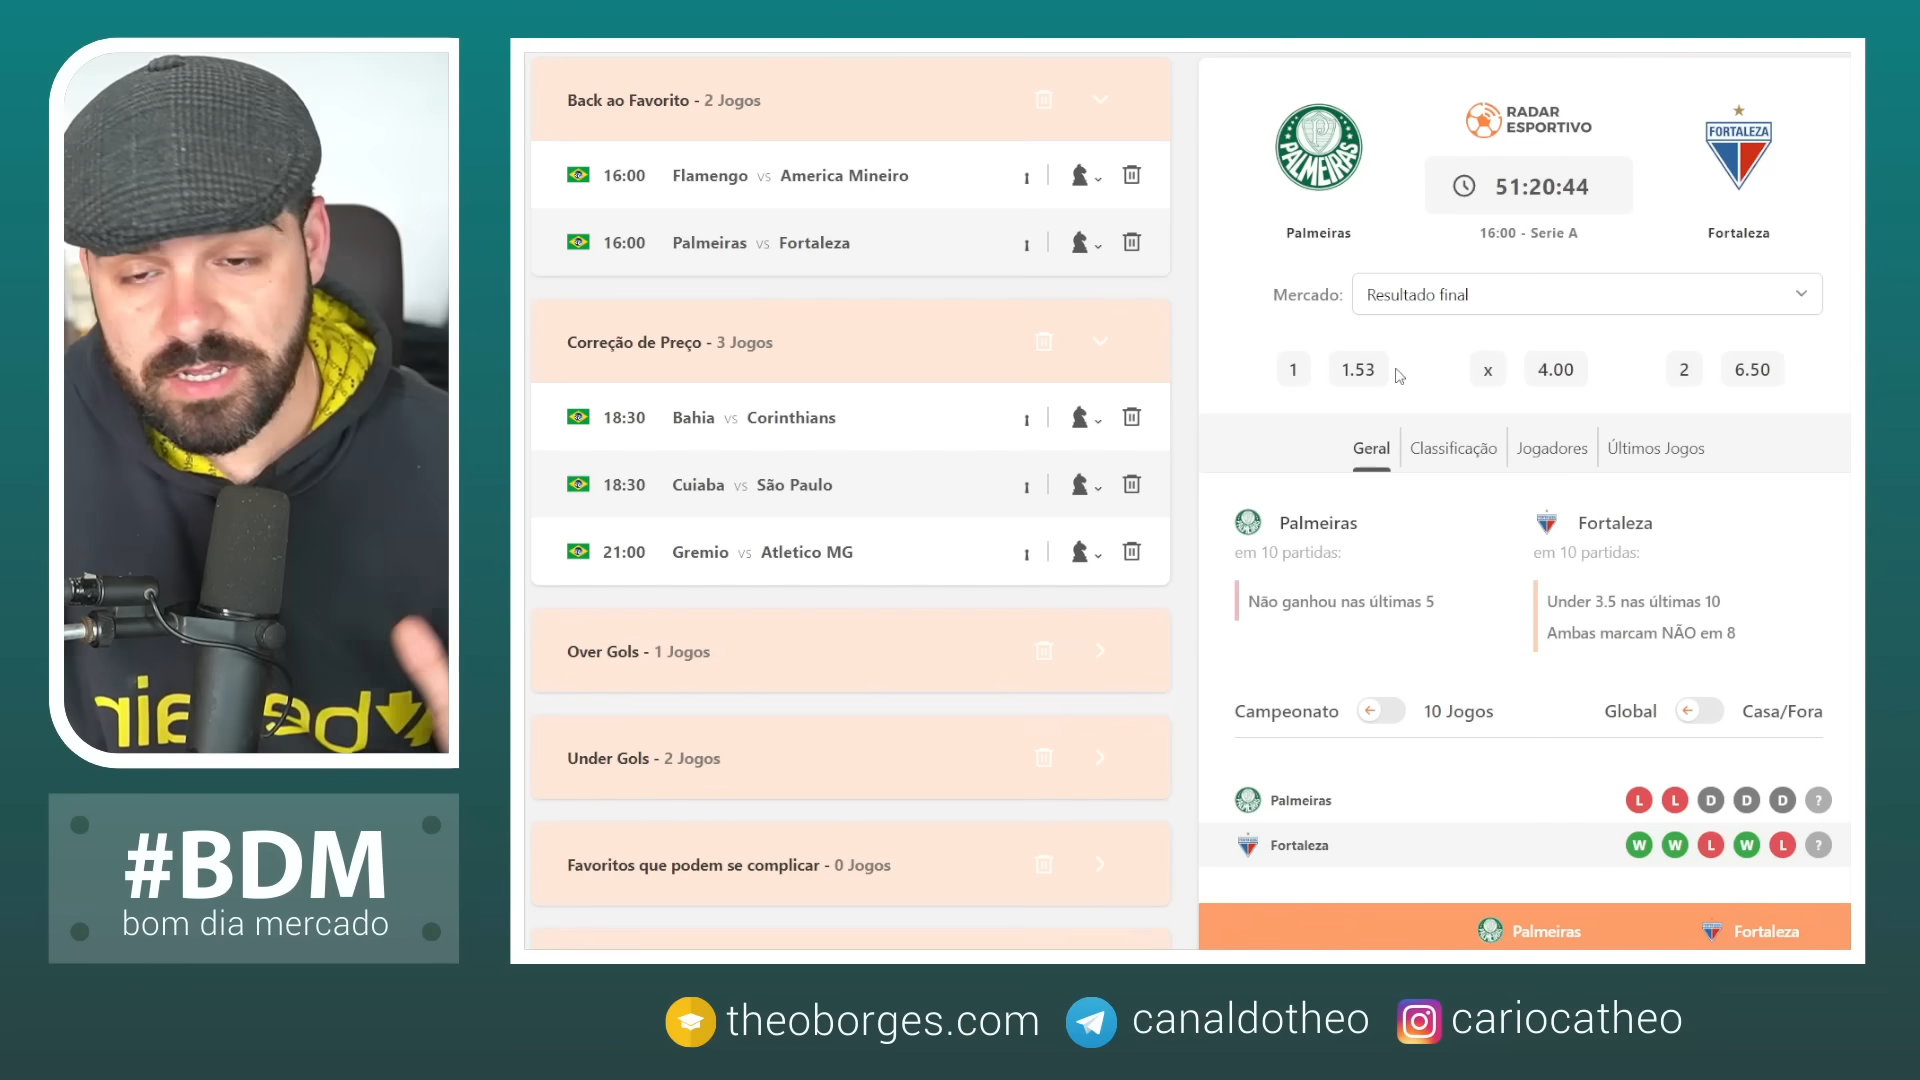 Back ao Favorito - 2 Jogos
16:00 Flamengo vs America Mineiro
16:00 Palmeiras vs Fortaleza
Correção de Preço - 3 Jogos
18:30 Bahia vs Corinthians
18:30 Cuiaba vs São Paulo
21:00 Gremio vs Atletico MG
Over Gols - 1 Jogos
Under Gols - 2 Jogos
Favoritos que podem se complicar - 0 Jogos
PALMEIRAS
RADAR
ESPORTIVO
FORTALEZA
51:20:44
Palmeiras
16:00 - Serie A
Fortaleza
Mercado: Resultado final
1 1.53 x 4.00 2 6.50
Geral Classificação Jogadores Últimos Jogos
Palmeiras
em 10 partidas:
Não ganhou nas últimas 5
Fortaleza
em 10 partidas:
Under 3.5 nas últimas 10
Ambas marcam NÃO em 8
Campeonato 10 Jogos Global Casa/Fora
Palmeiras L L D D D ?
Fortaleza W W L W L ?
Palmeiras Fortaleza
#BDM
bom dia mercado
theoborges.com canaldotheo cariocatheo